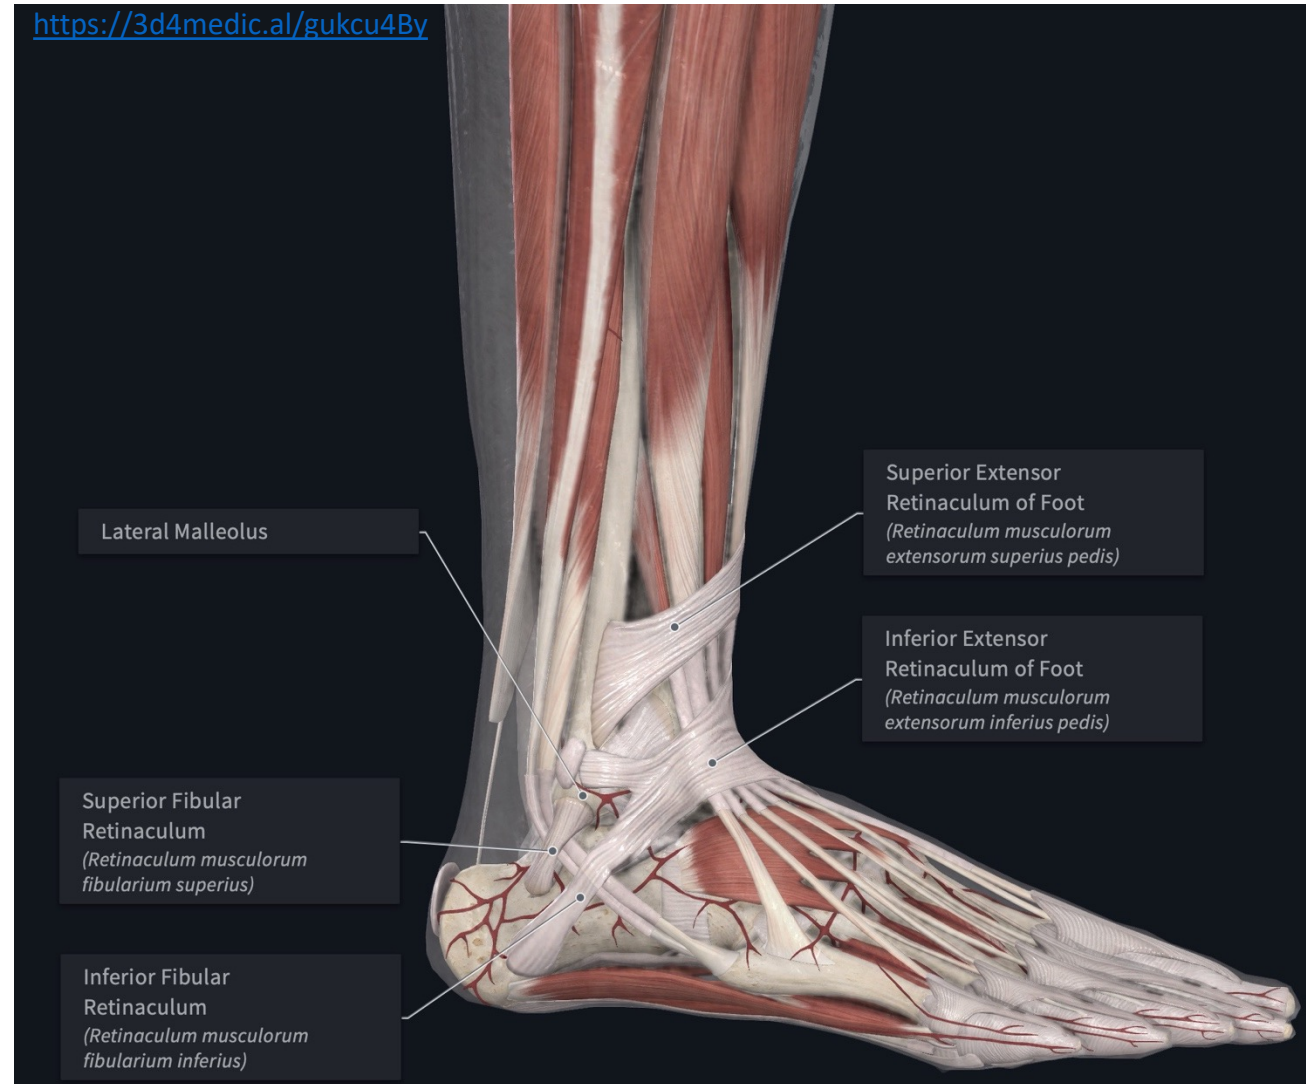 https://3d4medic.al/gukcu4By
Superior Extensor
Retinaculum of Foot
(Retinaculum musculorum
extensorum superius pedis)
Lateral Malleolus
Inferior Extensor
Retinaculum of Foot
(Retinaculum musculorum
extensorum inferius pedis)
Superior Fibular
Retinaculum
(Retinaculum musculorum
fibularium superius)
Inferior Fibular
Retinaculum
(Retinaculum musculorum
fibularium inferius)